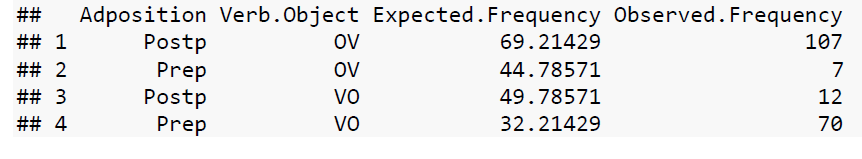 ##   Adposition Verb.Object Expected.Frequency Observed.Frequency
## 1      Postp          OV           69.21429                107
## 2       Prep          OV           44.78571                  7
## 3      Postp          VO           49.78571                 12
## 4       Prep          VO           32.21429                 70